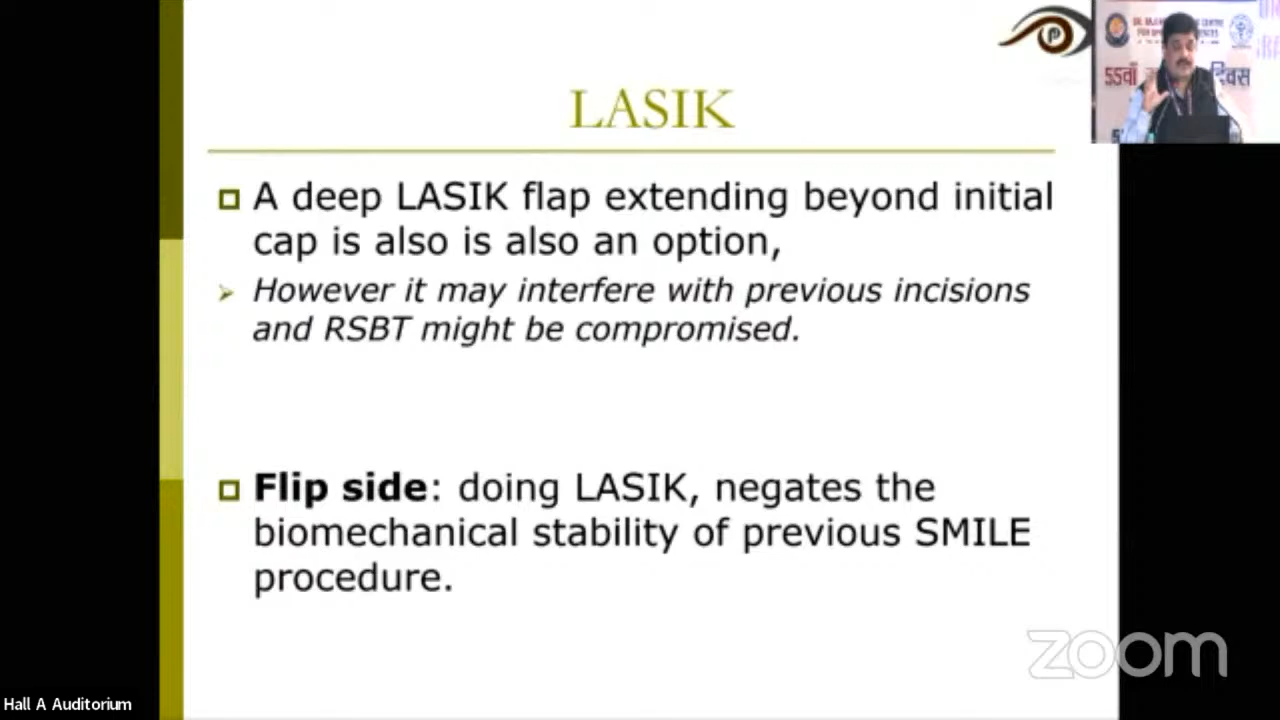 LASIK
A deep LASIK flap extending beyond initial
cap is also is also an option,
However it may interfere with previous incisions
and RSBT might be compromised.
Flip side: doing LASIK, negates the
biomechanical stability of previous SMILE
procedure.
55वाँ
zoom
Hall A Auditorium